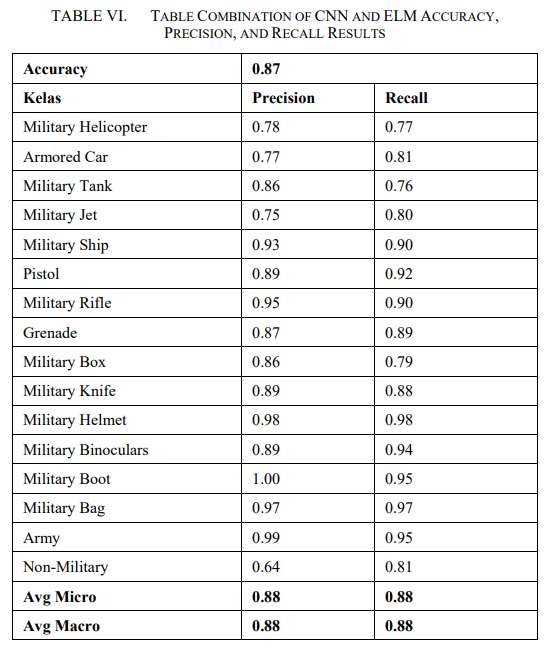 TABLE VI. TABLE COMBINATION OF CNN AND ELM ACCURACY,
PRECISION, AND RECALL RESULTS
Accuracy 0.87
Kelas Precision Recall
Military Helicopter 0.78 0.77
Armored Car 0.77 0.81
Military Tank 0.86 0.76
Military Jet 0.75 0.80
Military Ship 0.93 0.90
Pistol 0.89 0.92
Military Rifle 0.95 0.90
Grenade 0.87 0.89
Military Box 0.86 0.79
Military Knife 0.89 0.88
Military Helmet 0.98 0.98
Military Binoculars 0.89 0.94
Military Boot 1.00 0.95
Military Bag 0.97 0.97
Army 0.99 0.95
Non-Military 0.64 0.81
Avg Micro 0.88 0.88
Avg Macro 0.88 0.88